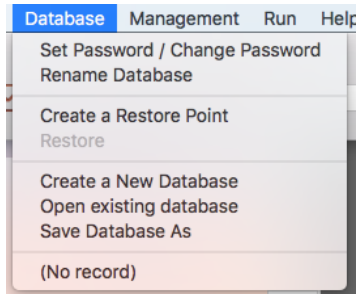 Database Management Run Help
Set Password / Change Password
Rename Database
Create a Restore Point
Restore
Create a New Database
Open existing database
Save Database As
(No record)